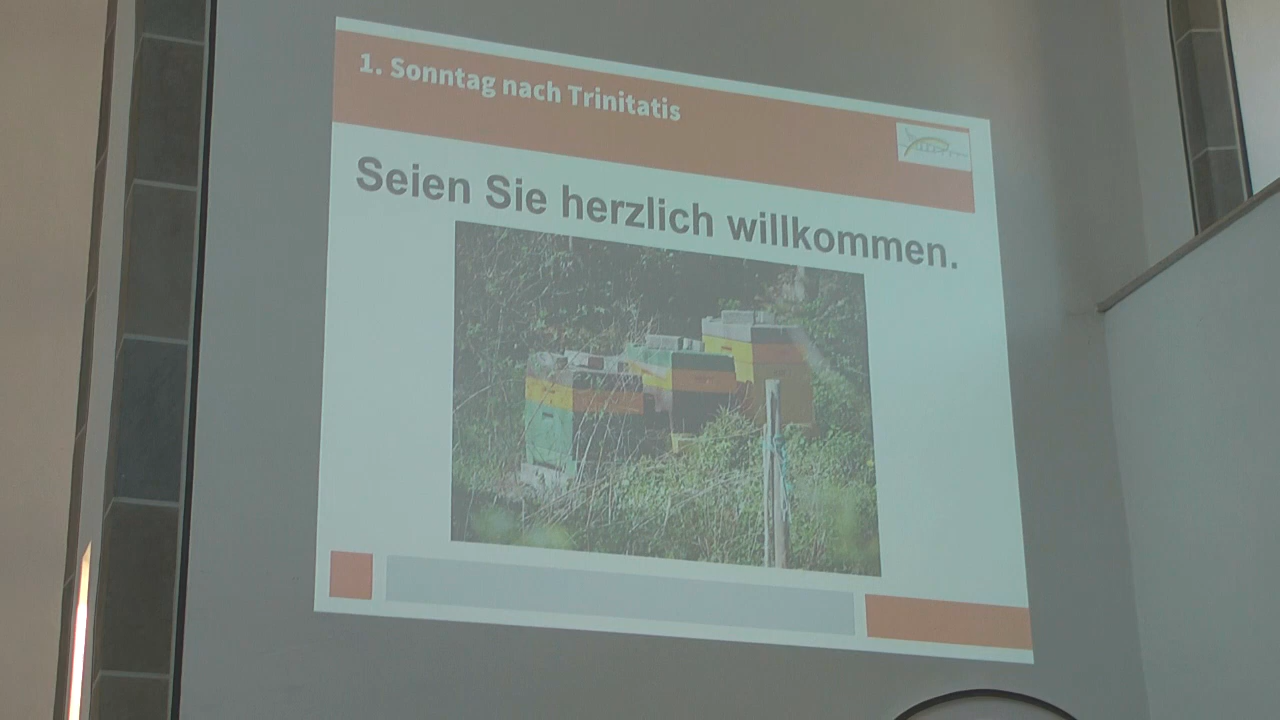 1. Sonntag nach Trinitatis
Seien Sie herzlich willkommen.